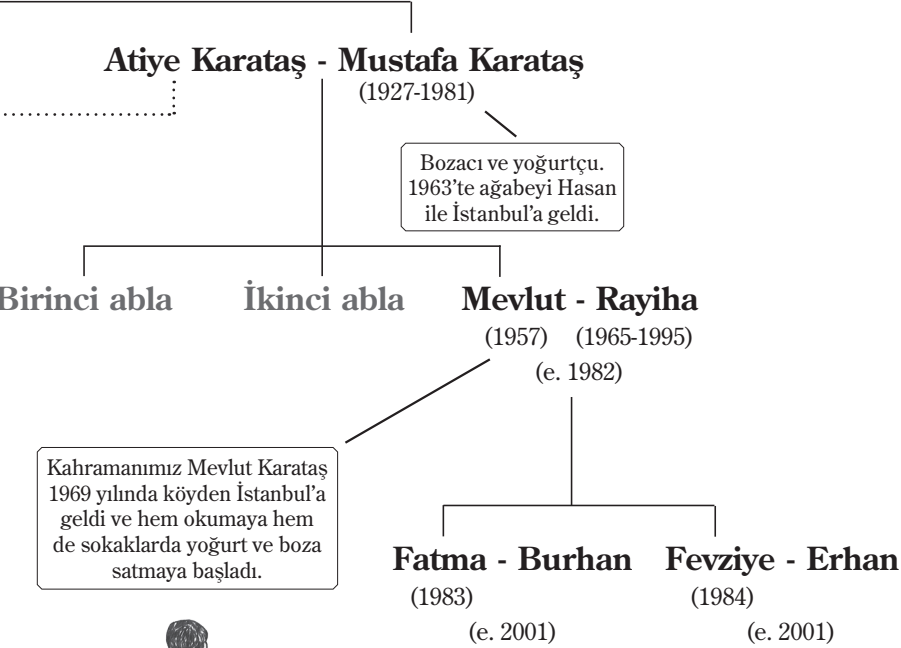 Atiye Karataş - Mustafa Karataş
(1927-1981)
Bozacı ve yoğurtçu.
1963’te ağabeyi Hasan
ile İstanbul’a geldi.
Birinci abla
İkinci abla
Mevlut - Rayiha
(1957) (1965-1995)
(e. 1982)
Kahramanımız Mevlut Karataş
1969 yılında köyden İstanbul’a
geldi ve hem okumaya hem
de sokaklarda yoğurt ve boza
satmaya başladı.
Fatma - Burhan
(1983)
(e. 2001)
Fevziye - Erhan
(1984)
(e. 2001)